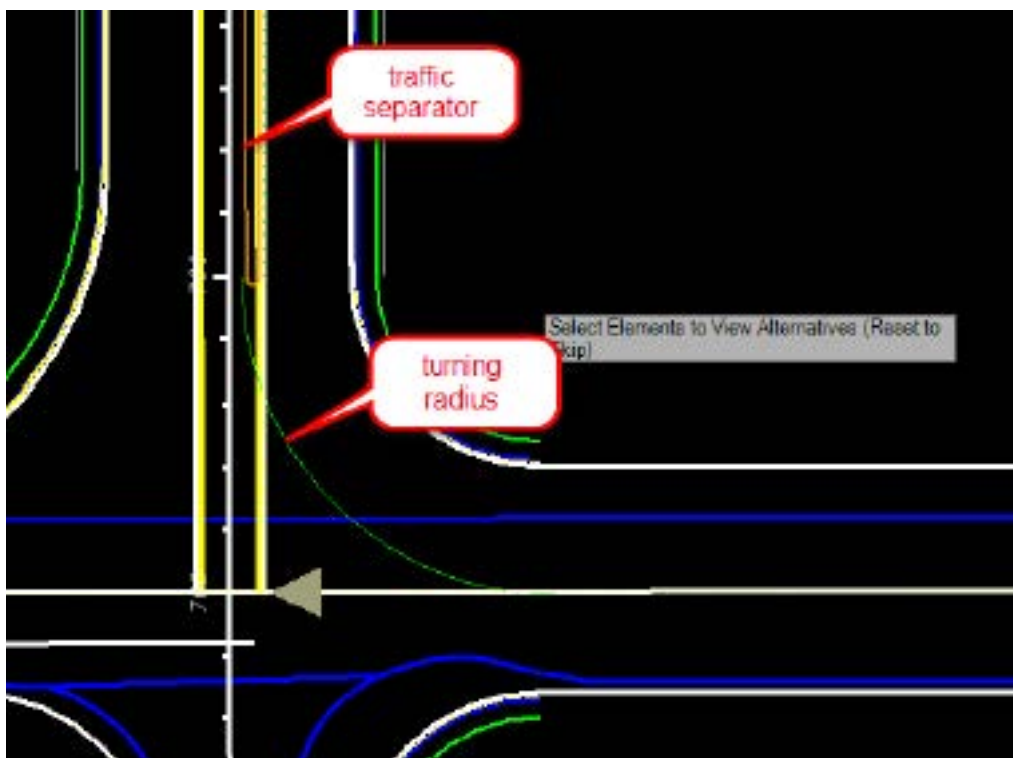 traffic
separator
Select Elements to View Alternatives (Reset to
Skip)
turning
radius